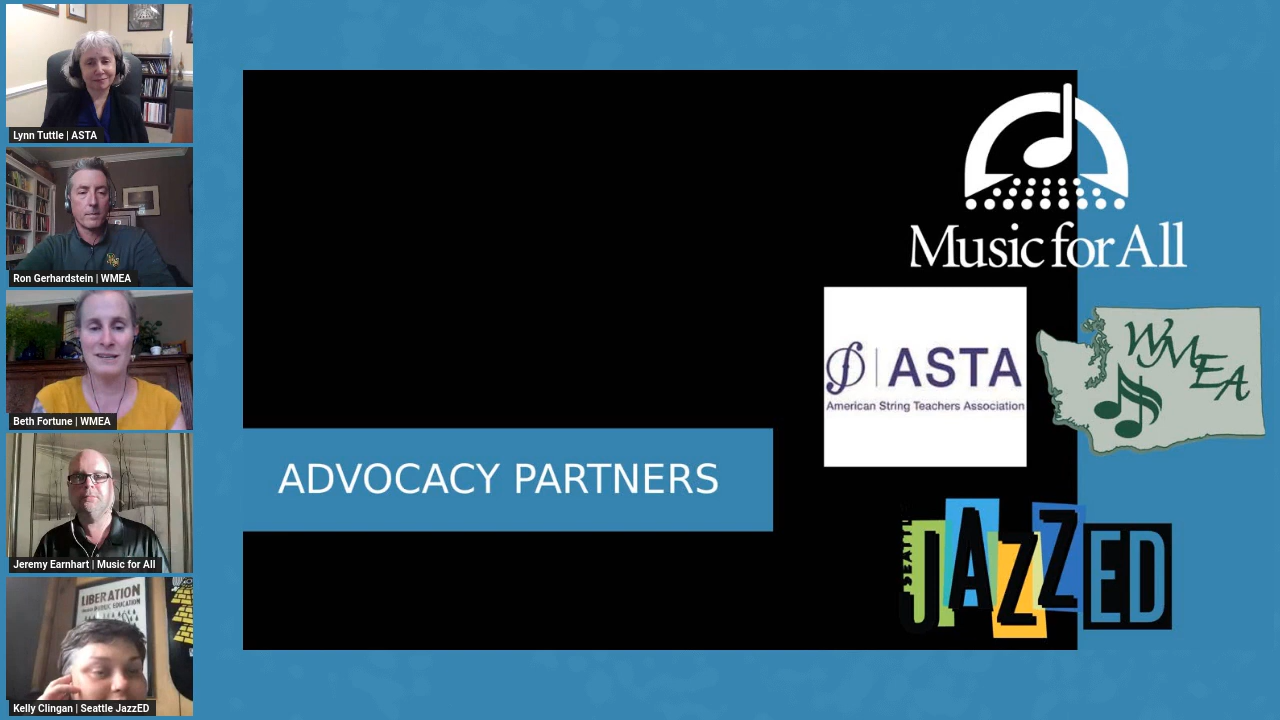 Lynn Tuttle | ASTA
Ron Gerhardstein | WMEA
Beth Fortune | WMEA
Jeremy Earnhart | Music for All
LIBERATION
MUSIC EDUCATION
Kelly Clingan | Seattle JazzED
Music for All
ASTA
American String Teachers Association
WMEA
ADVOCACY PARTNERS
SEATTLE
JAZZED